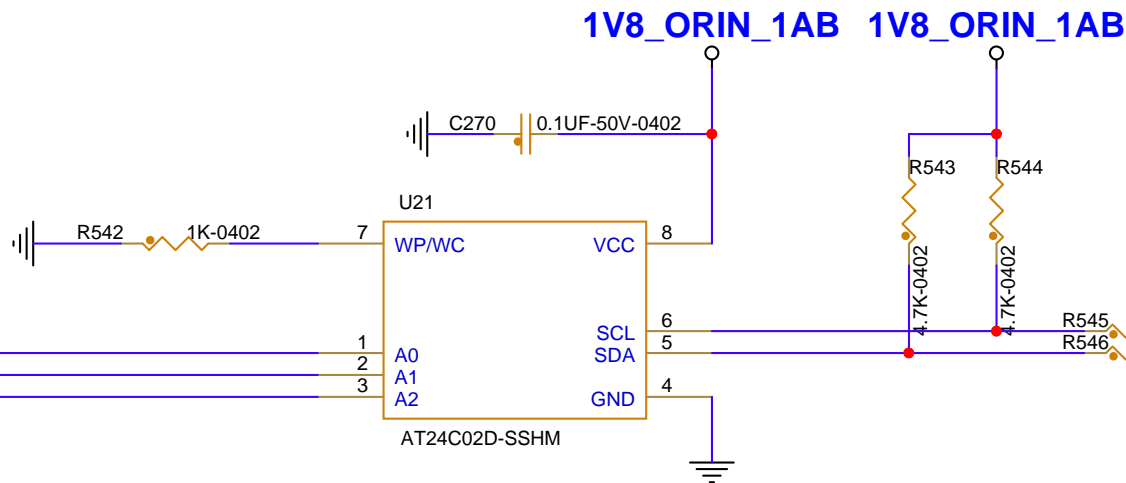 1V8_ORIN_1AB 1V8_ORIN_1AB
C270 0.1UF-50V-0402
R543 R544
U21
R542 1K-0402 7 WP/WC VCC 8
4.7K-0402 4.7K-0402
SCL 6 R545
1 A0 SDA 5 R546
2 A1
3 A2 GND 4
AT24C02D-SSHM